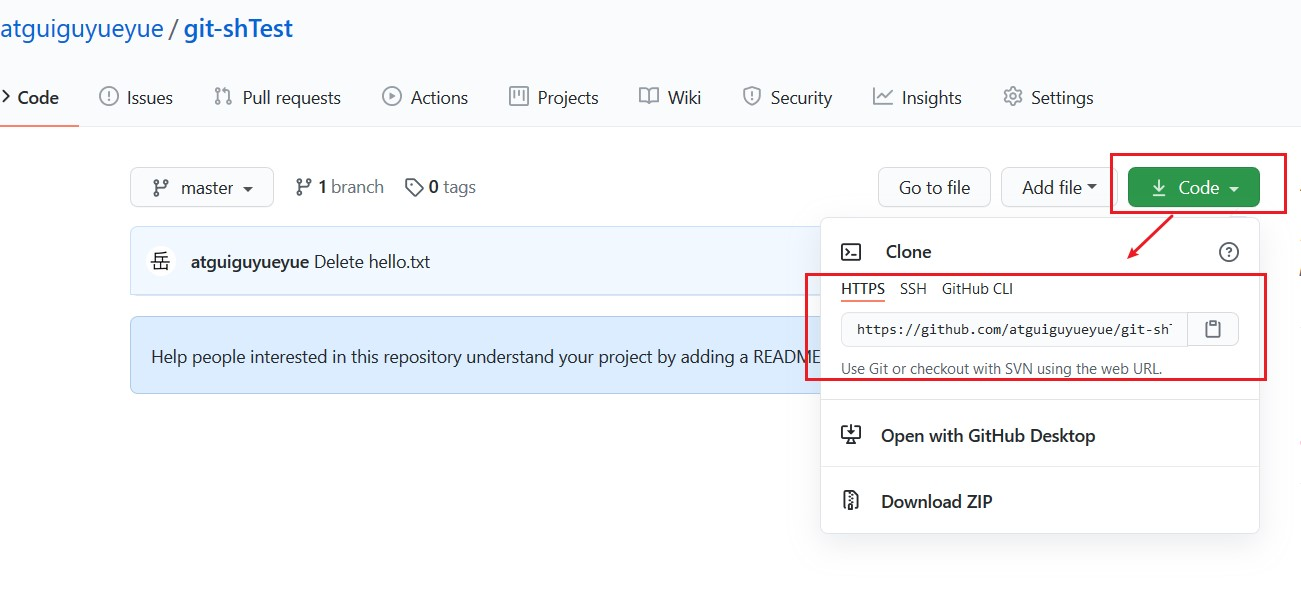 atguiguyueyue / git-shTest
Code Issues Pull requests Actions Projects Wiki Security Insights Settings
master 1 branch 0 tags Go to file Add file Code
岳 atguiguyueyue Delete hello.txt
Help people interested in this repository understand your project by adding a README
Clone
HTTPS SSH GitHub CLI
https://github.com/atguiguyueyue/git-sh
Use Git or checkout with SVN using the web URL.
Open with GitHub Desktop
Download ZIP